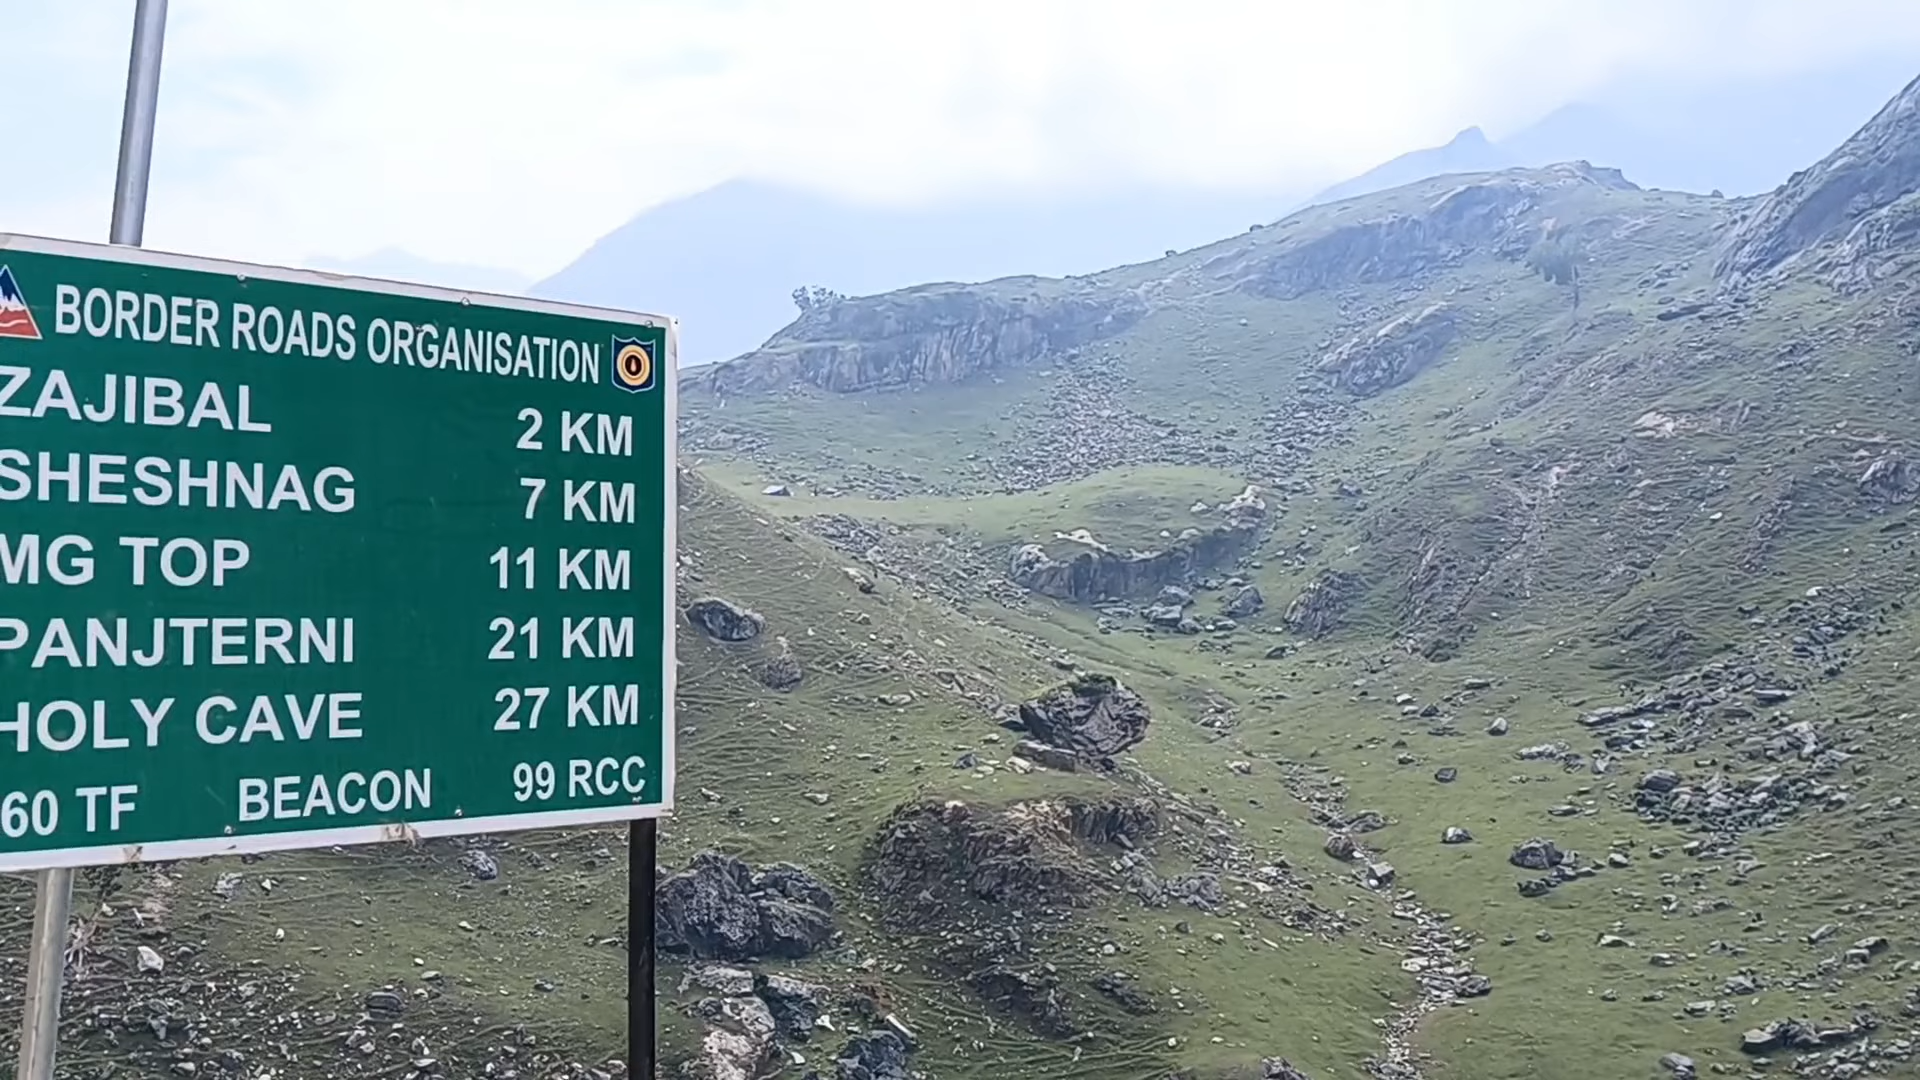 BORDER ROADS ORGANISATION
ZAJIBAL 2 KM
SHESHNAG 7 KM
MG TOP 11 KM
PANJTERNI 21 KM
HOLY CAVE 27 KM
60 TF BEACON 99 RCC